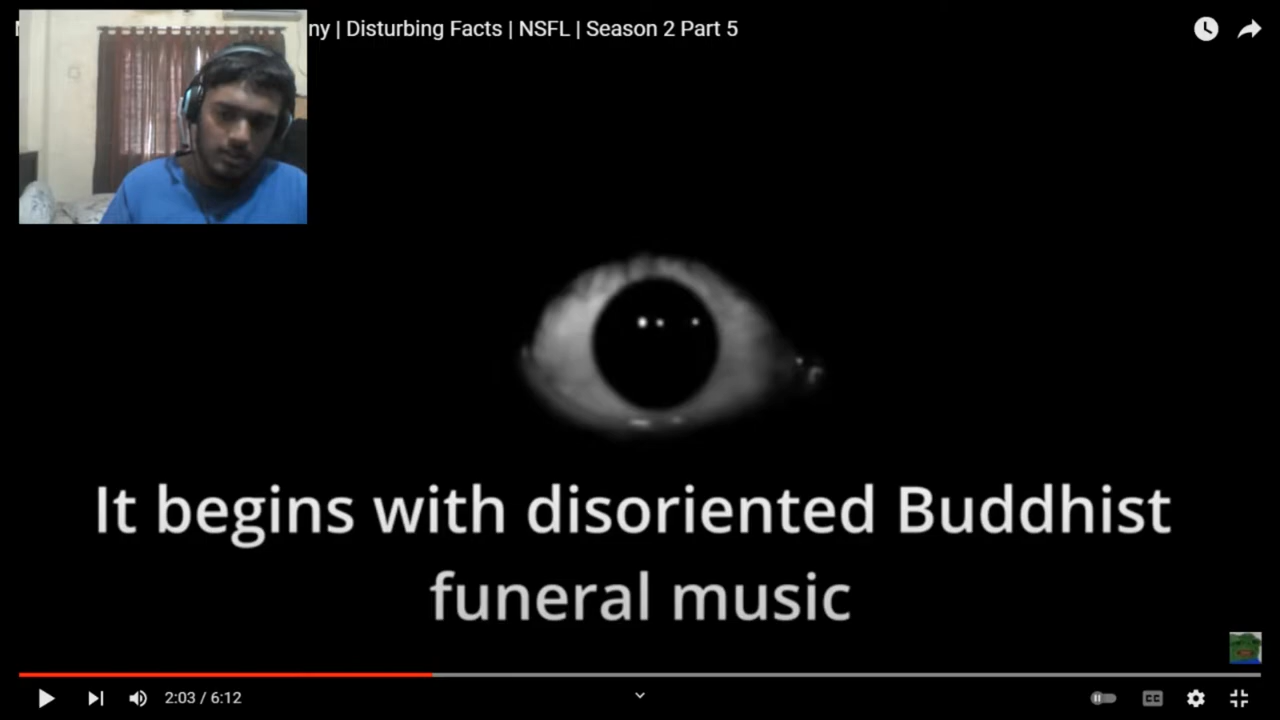 ny | Disturbing Facts | NSFL | Season 2 Part 5
It begins with disoriented Buddhist
funeral music
2:03 / 6:12
CC